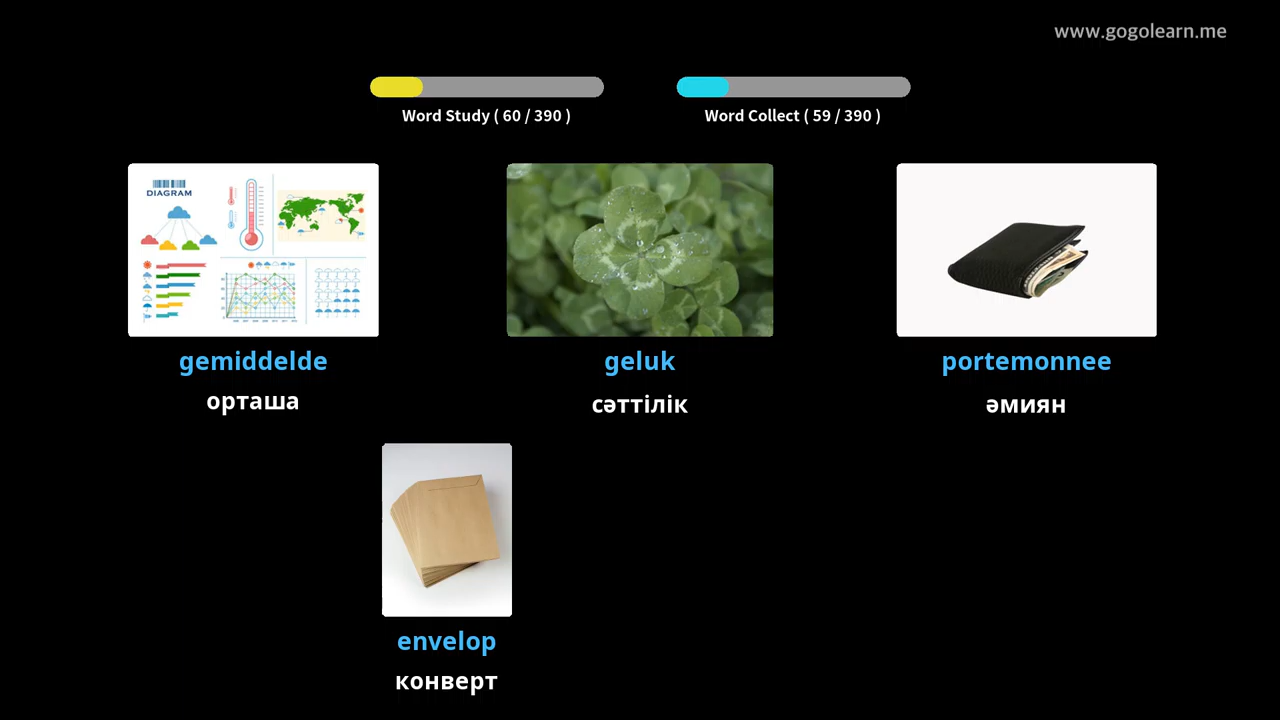 www.gogolearn.me
Word Study ( 60 / 390 )
Word Collect ( 59 / 390 )
DIAGRAM
gemiddelde
орташа
geluk
сәттілік
portemonnee
әмиян
envelop
конверт